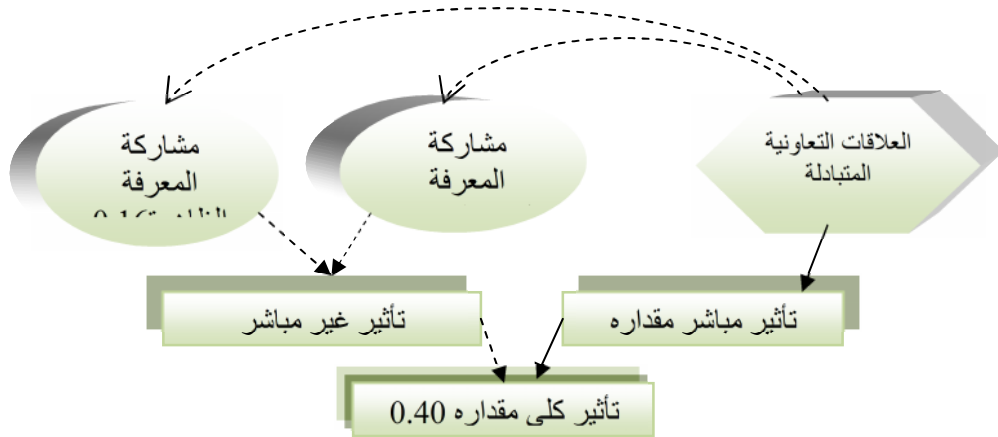 العلاقات التعاونية
المتبادلة
مشاركة
المعرفة
مشاركة
المعرفة
تأثير مباشر مقداره
تأثير غير مباشر
تأثير كلى مقداره 0.40